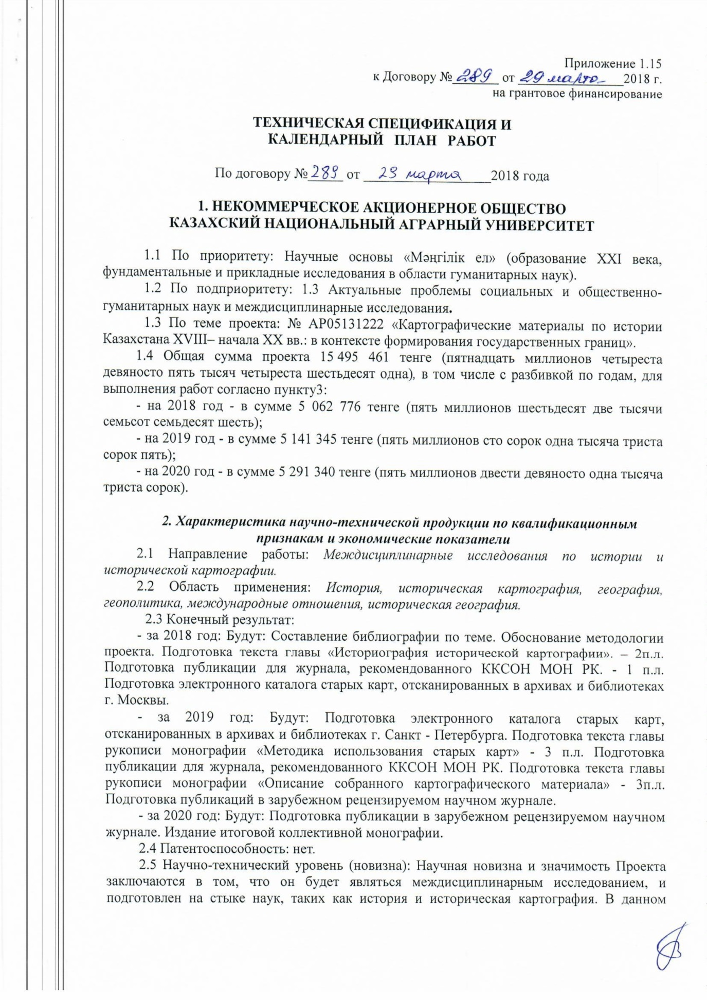 Приложение 1.15
к Договору № 289 от 29 марта 2018 г.
на грантовое финансирование
ТЕХНИЧЕСКАЯ СПЕЦИФИКАЦИЯ И
КАЛЕНДАРНЫЙ ПЛАН РАБОТ
По договору № 289 от 29 марта 2018 года
1. НЕКОММЕРЧЕСКОЕ АКЦИОНЕРНОЕ ОБЩЕСТВО
КАЗАХСКИЙ НАЦИОНАЛЬНЫЙ АГРАРНЫЙ УНИВЕРСИТЕТ
1.1 По приоритету: Научные основы «Мәңгілік ел» (образование XXI века,
фундаментальные и прикладные исследования в области гуманитарных наук).
1.2 По подприоритету: 1.3 Актуальные проблемы социальных и общественно-
гуманитарных наук и междисциплинарные исследования.
1.3 По теме проекта: № АР05131222 «Картографические материалы по истории
Казахстана XVIII– начала XX вв.: в контексте формирования государственных границ».
1.4 Общая сумма проекта 15 495 461 тенге (пятнадцать миллионов четыреста
девяносто пять тысяч четыреста шестьдесят одна), в том числе с разбивкой по годам, для
выполнения работ согласно пункту3:
- на 2018 год - в сумме 5 062 776 тенге (пять миллионов шестьдесят две тысячи
семьсот семьдесят шесть);
- на 2019 год - в сумме 5 141 345 тенге (пять миллионов сто сорок одна тысяча триста
сорок пять);
- на 2020 год - в сумме 5 291 340 тенге (пять миллионов двести девяносто одна тысяча
триста сорок).
2. Характеристика научно-технической продукции по квалификационным
признакам и экономические показатели
2.1 Направление работы: Междисциплинарные исследования по истории и
исторической картографии.
2.2 Область применения: История, историческая картография, география,
геополитика, международные отношения, историческая география.
2.3 Конечный результат:
- за 2018 год: Будут: Составление библиографии по теме. Обоснование методологии
проекта. Подготовка текста главы «Историография исторической картографии». – 2п.л.
Подготовка публикации для журнала, рекомендованного ККСОН МОН РК. - 1 п.л.
Подготовка электронного каталога старых карт, отсканированных в архивах и библиотеках
г. Москвы.
- за 2019 год: Будут: Подготовка электронного каталога старых карт,
отсканированных в архивах и библиотеках г. Санкт - Петербурга. Подготовка текста главы
рукописи монографии «Методика использования старых карт» - 3 п.л. Подготовка
публикации для журнала, рекомендованного ККСОН МОН РК. Подготовка текста главы
рукописи монографии «Описание собранного картографического материала» - 3п.л.
Подготовка публикаций в зарубежном рецензируемом научном журнале.
- за 2020 год: Будут: Подготовка публикации в зарубежном рецензируемом научном
журнале. Издание итоговой коллективной монографии.
2.4 Патентоспособность: нет.
2.5 Научно-технический уровень (новизна): Научная новизна и значимость Проекта
заключаются в том, что он будет являться междисциплинарным исследованием, и
подготовлен на стыке наук, таких как история и историческая картография. В данном